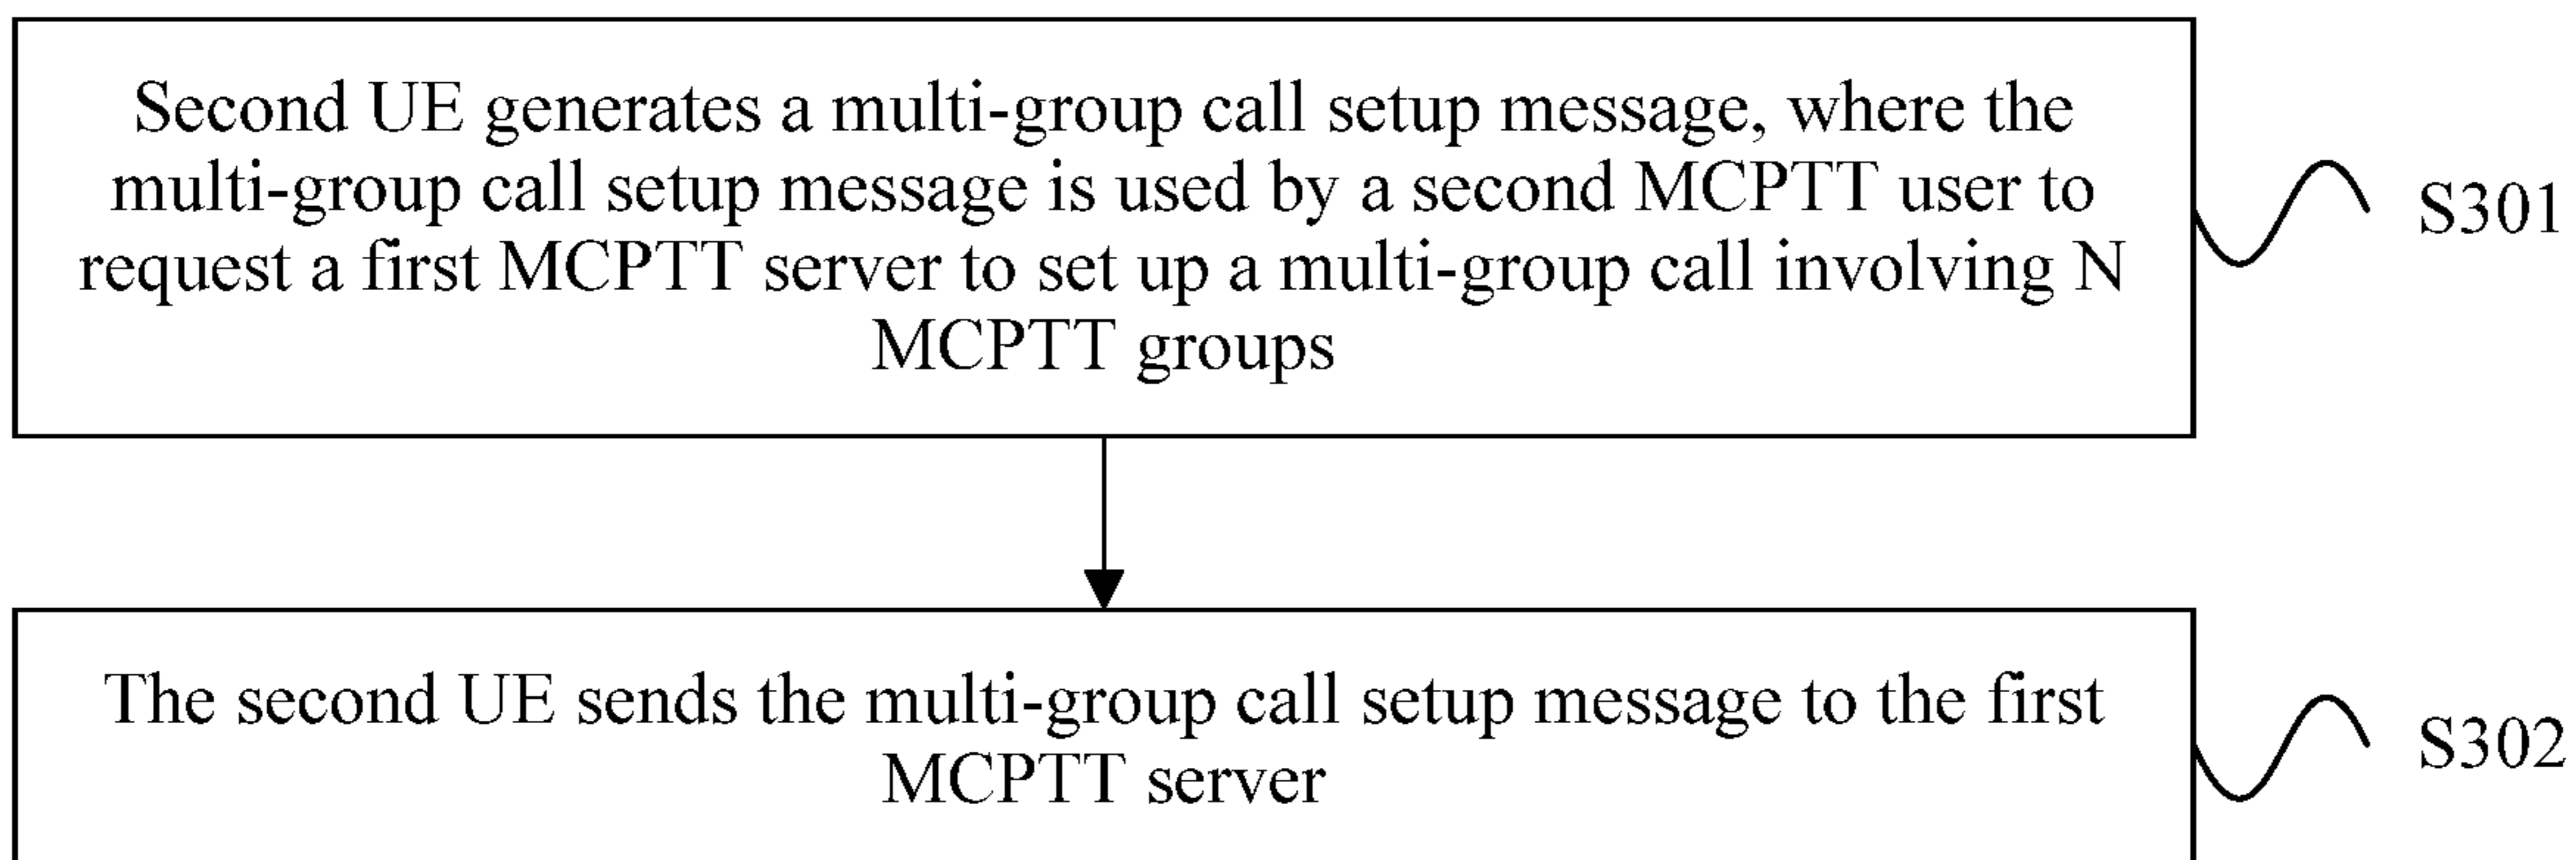 Second UE generates a multi-group call setup message, where the
multi-group call setup message is used by a second MCPTT user to
request a first MCPTT server to set up a multi-group call involving N
MCPTT groups
S301
The second UE sends the multi-group call setup message to the first
MCPTT server
S302